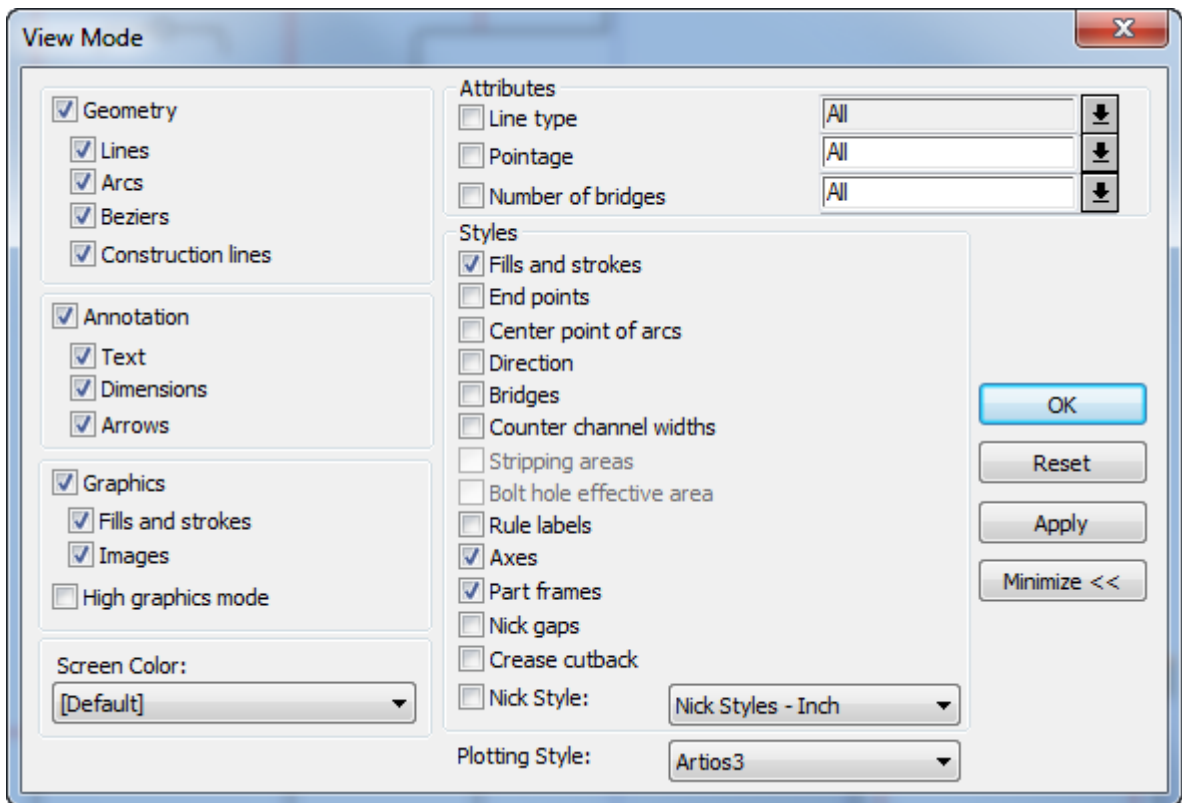 View Mode
Geometry
Lines
Arcs
Beziers
Construction lines
Annotation
Text
Dimensions
Arrows
Graphics
Fills and strokes
Images
High graphics mode
Screen Color:
[Default]
Attributes
Line type All
Pointage All
Number of bridges All
Styles
Fills and strokes
End points
Center point of arcs
Direction
Bridges
Counter channel widths
Stripping areas
Bolt hole effective area
Rule labels
Axes
Part frames
Nick gaps
Crease cutback
Nick Style: Nick Styles - Inch
Plotting Style: Artios3
OK
Reset
Apply
Minimize <<